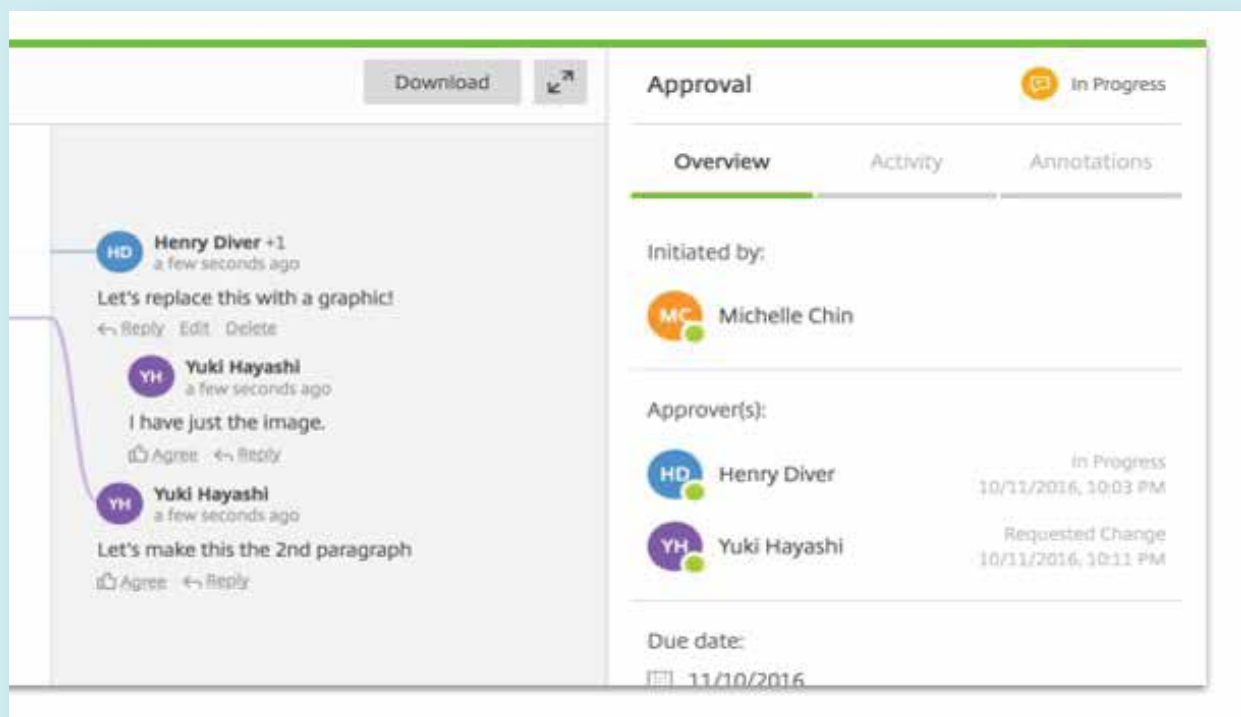 Download
Approval
In Progress
Overview
Activity
Annotations
HD
Henry Diver +1
a few seconds ago
Let's replace this with a graphic!
Reply Edit Delete
YH
Yuki Hayashi
a few seconds ago
I have just the image.
Agree Reply
YH
Yuki Hayashi
a few seconds ago
Let's make this the 2nd paragraph
Agree Reply
Initiated by:
MC
Michelle Chin
Approver(s):
HD
Henry Diver
In Progress
10/11/2016, 10:03 PM
YH
Yuki Hayashi
Requested Change
10/11/2016, 10:11 PM
Due date:
11/10/2016